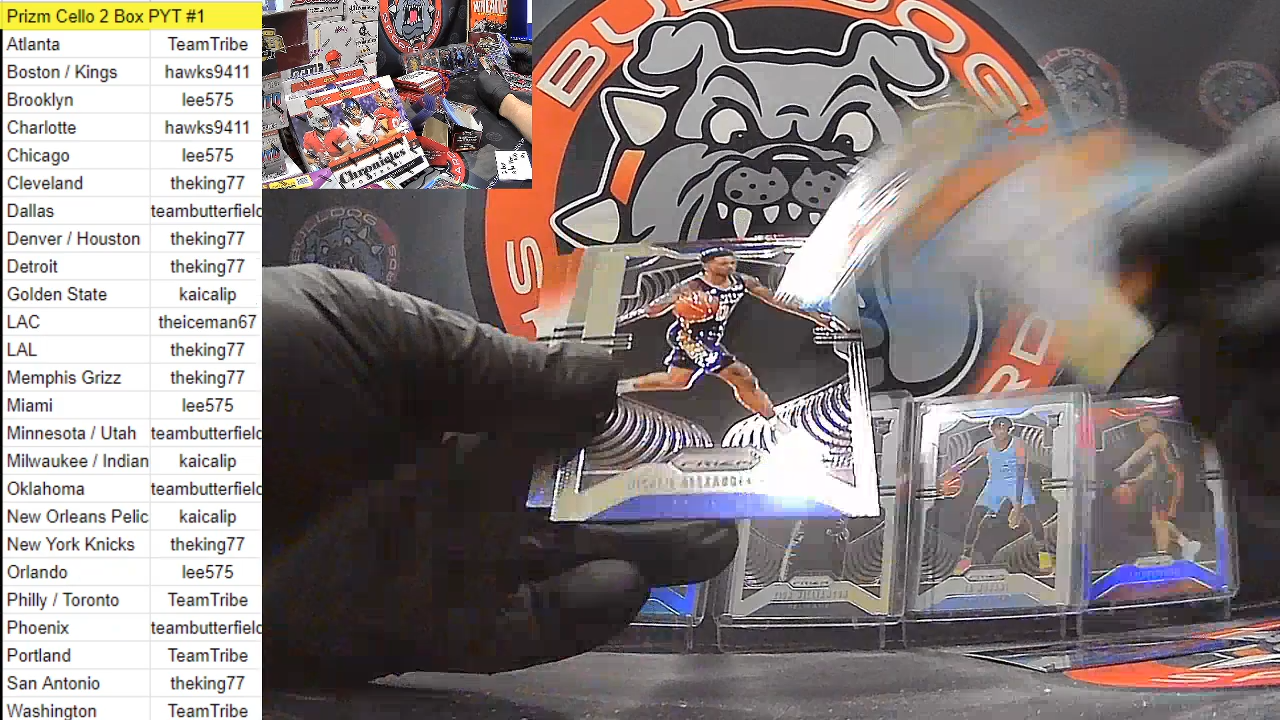 Prizm Cello 2 Box PYT #1
Atlanta TeamTribe
Boston / Kings hawks9411
Brooklyn lee575
Charlotte hawks9411
Chicago lee575
Cleveland theking77
Dallas teambutterfield
Denver / Houston theking77
Detroit theking77
Golden State kaicalip
LAC theiceman67
LAL theking77
Memphis Grizz theking77
Miami lee575
Minnesota / Utah teambutterfield
Milwaukee / Indian kaicalip
Oklahoma teambutterfield
New Orleans Pelic kaicalip
New York Knicks theking77
Orlando lee575
Philly / Toronto TeamTribe
Phoenix teambutterfield
Portland TeamTribe
San Antonio theking77
Washington TeamTribe
Chronicles
BULLDOG
PRIZM
ALEXANDER